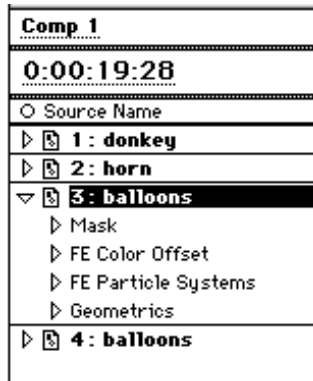 Comp 1
0:00:19:28
Source Name
1 : donkey
2 : horn
3 : balloons
Mask
FE Color Offset
FE Particle Systems
Geometrics
4 : balloons